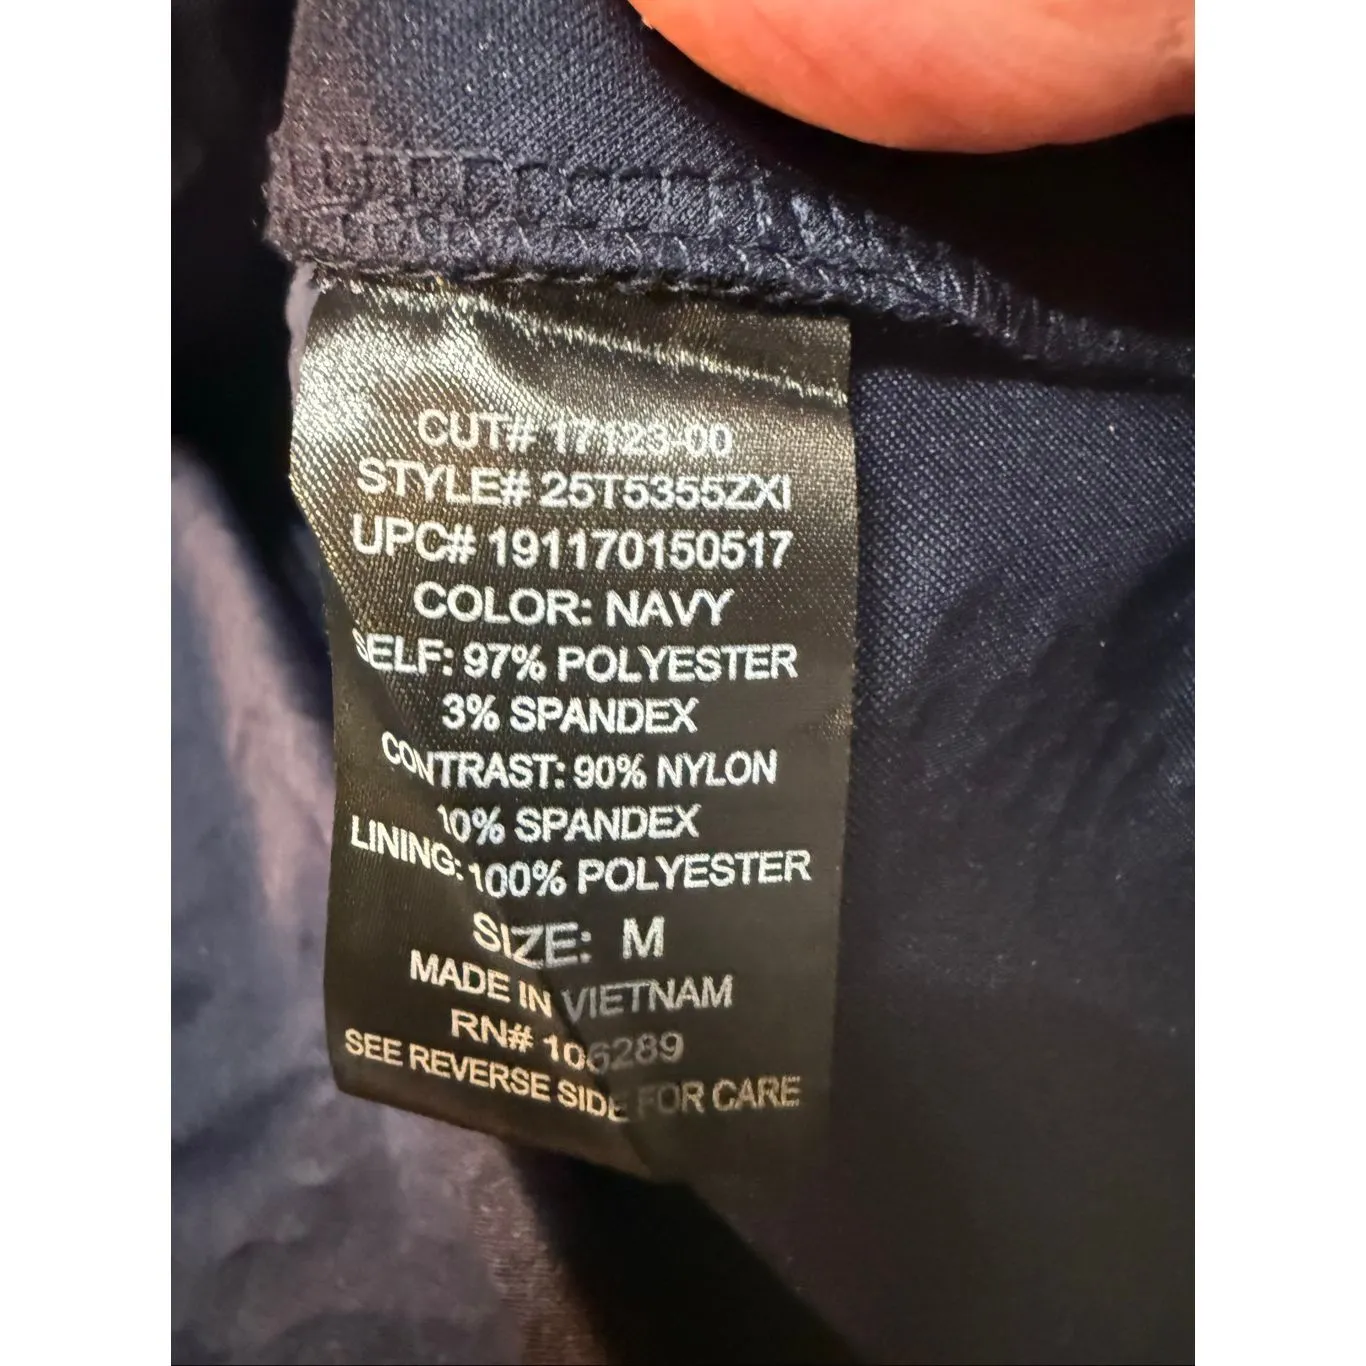 CUT# 17123-00
STYLE# 25T5355ZXI
UPC# 191170150517
COLOR: NAVY
SELF: 97% POLYESTER
3% SPANDEX
CONTRAST: 90% NYLON
10% SPANDEX
LINING: 100% POLYESTER
SIZE: M
MADE IN VIETNAM
RN# 106289
SEE REVERSE SIDE FOR CARE